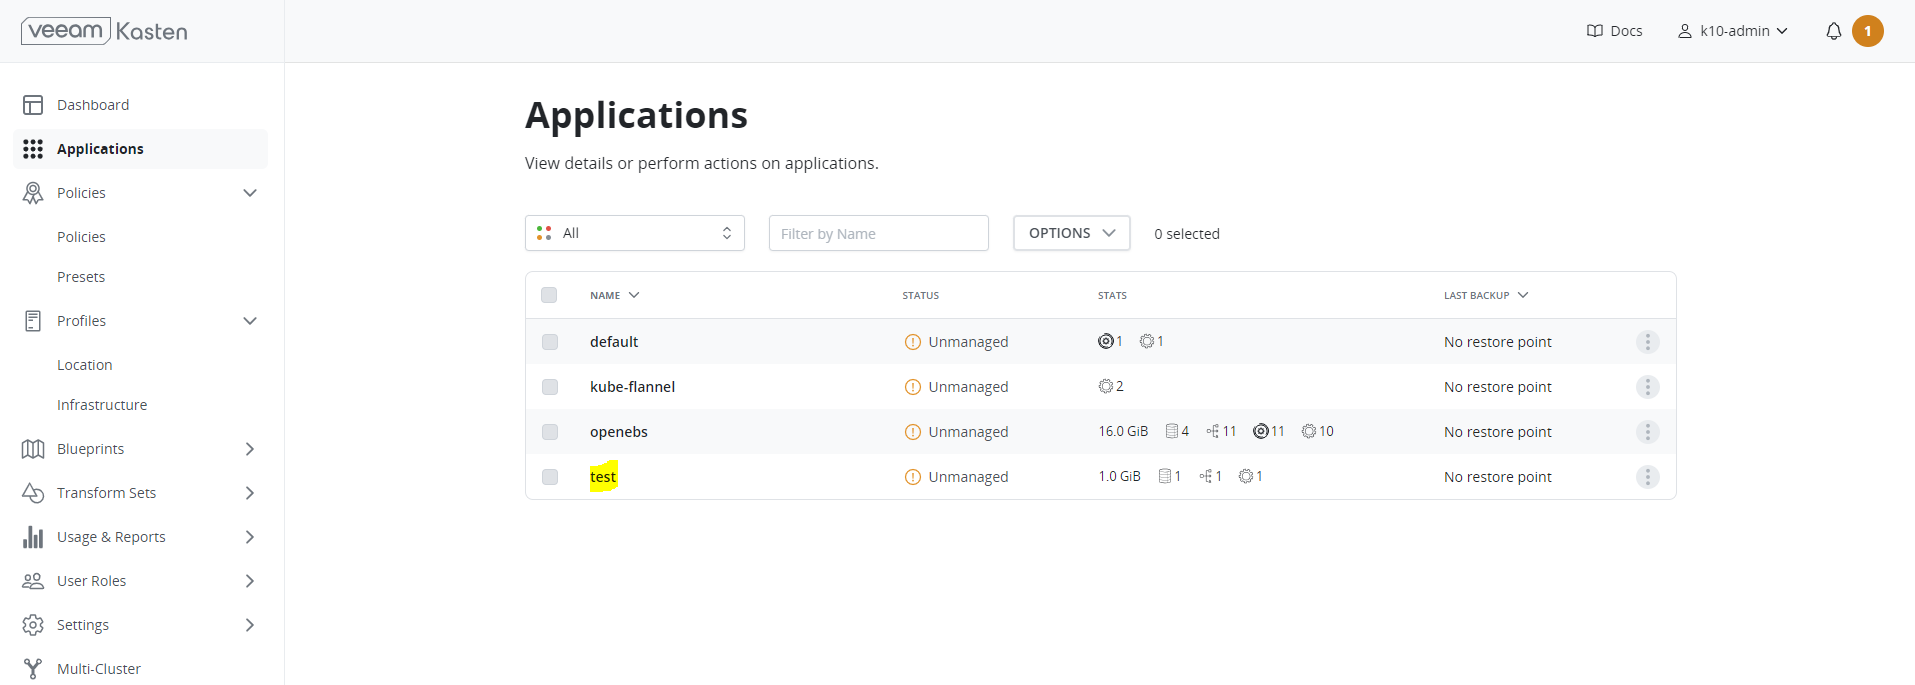 veeam Kasten
Docs
k10-admin
1
Dashboard
Applications
Policies
Policies
Presets
Profiles
Location
Infrastructure
Blueprints
Transform Sets
Usage & Reports
User Roles
Settings
Multi-Cluster
Applications
View details or perform actions on applications.
All
Filter by Name
OPTIONS
0 selected
NAME STATUS STATS LAST BACKUP
default Unmanaged 1 1 No restore point
kube-flannel Unmanaged 2 No restore point
openebs Unmanaged 16.0 GiB 4 11 11 10 No restore point
test Unmanaged 1.0 GiB 1 1 1 No restore point